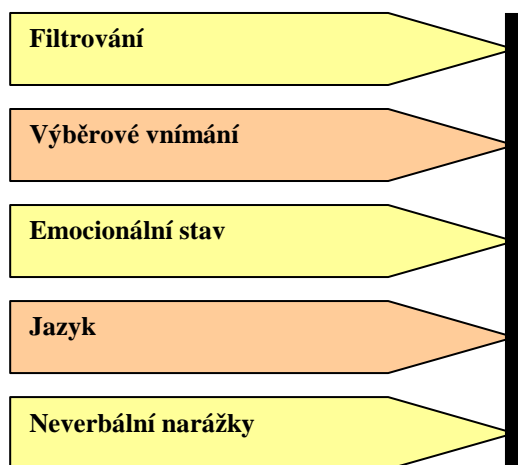 Filtrování
Výběrové vnímání
Emocionální stav
Jazyk
Neverbální narážky